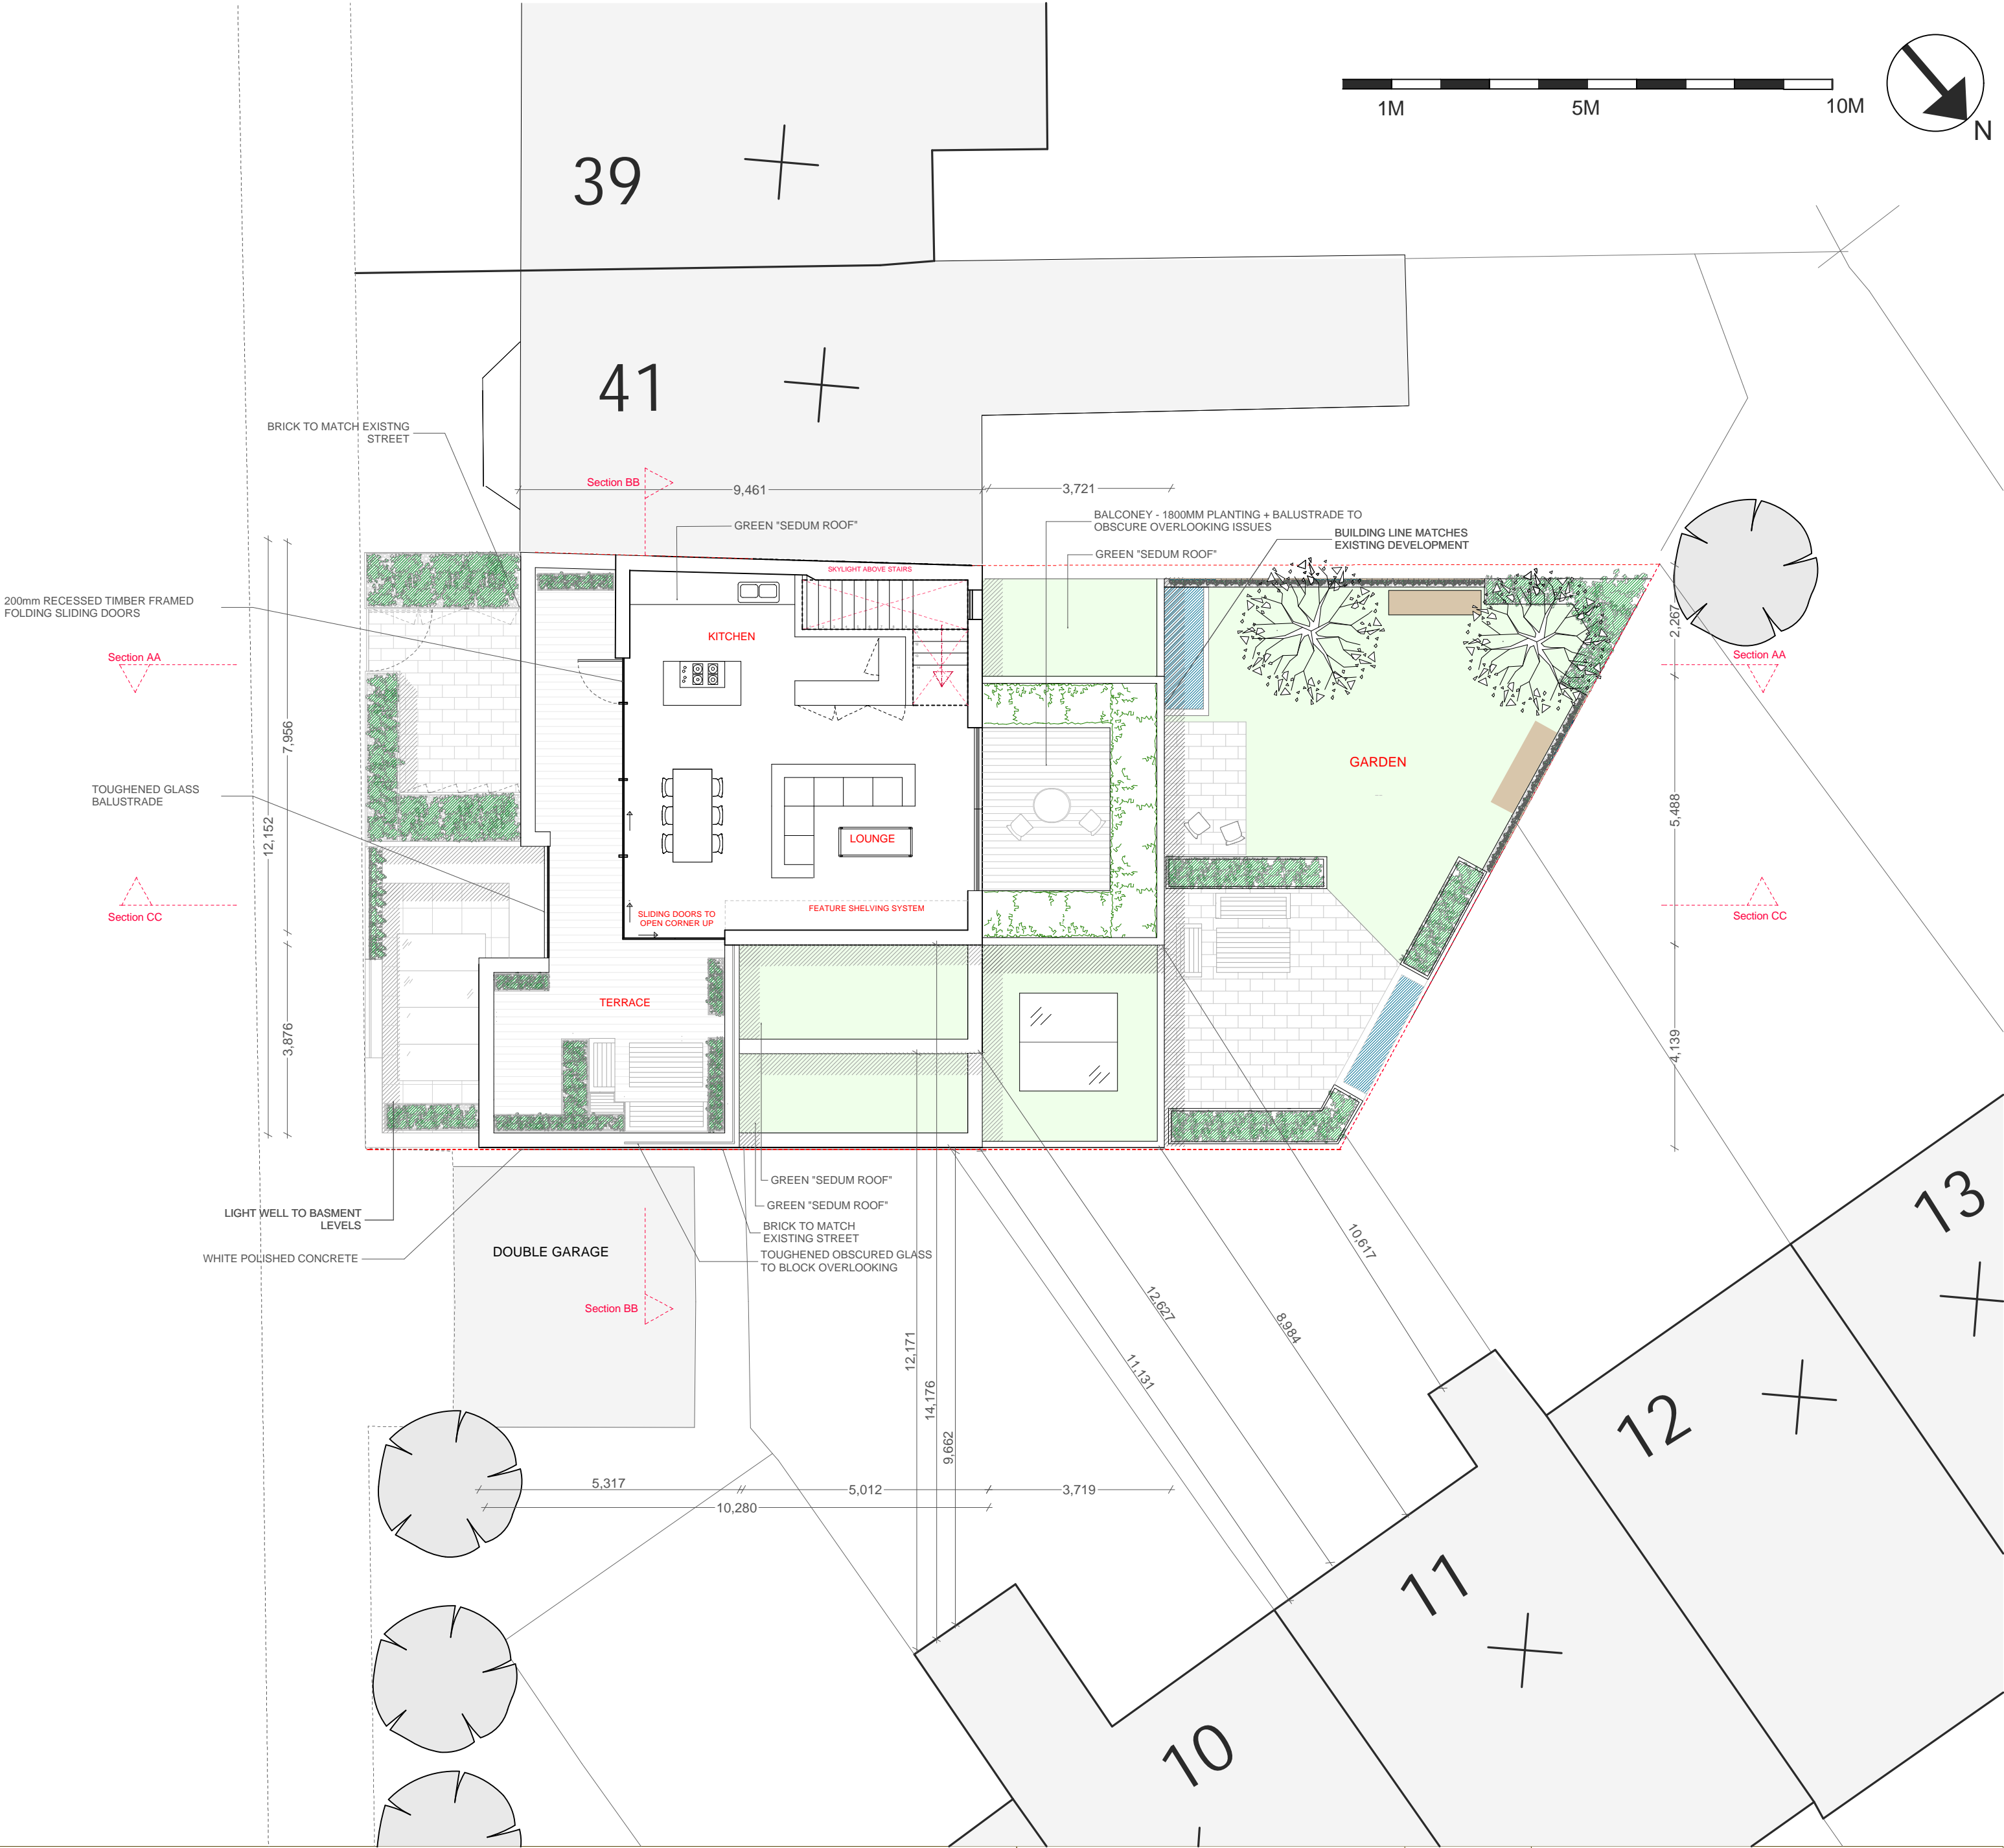 1M
5M
10M
N
39
41
BRICK TO MATCH EXISTNG
STREET
Section BB
9,461
3,721
GREEN "SEDUM ROOF"
BALCONEY - 1800MM PLANTING + BALUSTRADE TO
OBSCURE OVERLOOKING ISSUES
BUILDING LINE MATCHES
EXISTING DEVELOPMENT
GREEN "SEDUM ROOF"
SKYLIGHT ABOVE STAIRS
200mm RECESSED TIMBER FRAMED
FOLDING SLIDING DOORS
KITCHEN
2,267
Section AA
Section AA
7,956
GARDEN
TOUGHENED GLASS
BALUSTRADE
12,152
5,488
LOUNGE
Section CC
SLIDING DOORS TO
OPEN CORNER UP
FEATURE SHELVING SYSTEM
Section CC
TERRACE
3,876
4,139
GREEN "SEDUM ROOF"
GREEN "SEDUM ROOF"
LIGHT WELL TO BASMENT
LEVELS
BRICK TO MATCH
EXISTING STREET
WHITE POLISHED CONCRETE
DOUBLE GARAGE
TOUGHENED OBSCURED GLASS
TO BLOCK OVERLOOKING
Section BB
10,617
12,627
8,984
11,131
12,171
14,176
9,662
13
12
11
10
5,317
5,012
3,719
10,280